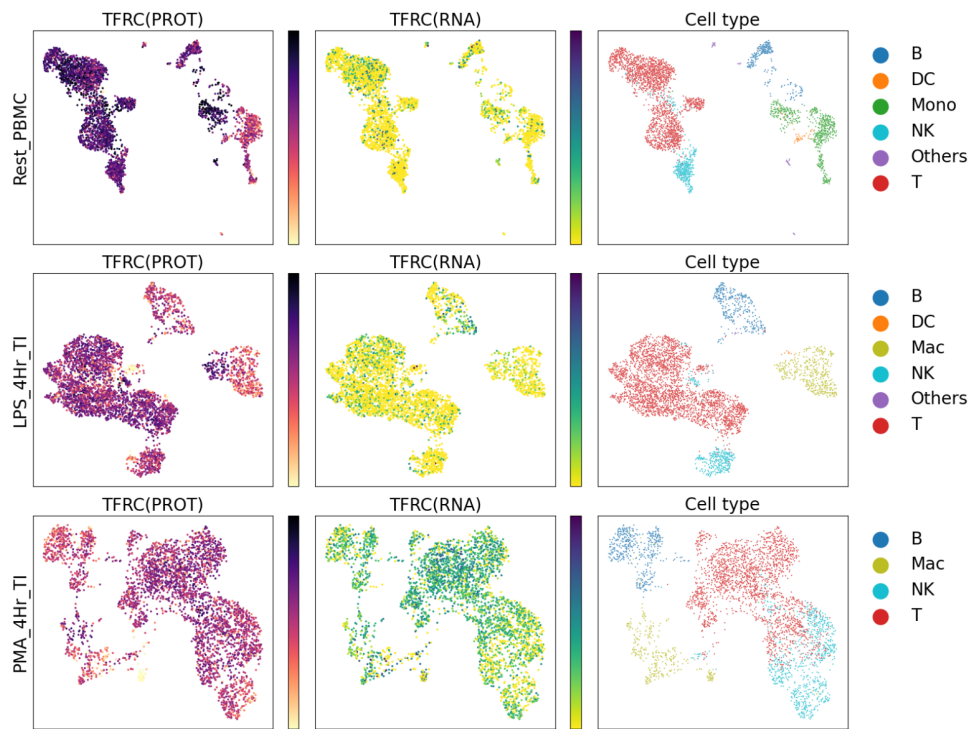 TFRC(PROT)
TFRC(RNA)
Cell type
Rest_PBMC
B
DC
Mono
NK
Others
T
TFRC(PROT)
TFRC(RNA)
Cell type
LPS_4Hr_TI
B
DC
Mac
NK
Others
T
TFRC(PROT)
TFRC(RNA)
Cell type
PMA_4Hr_TI
B
Mac
NK
T